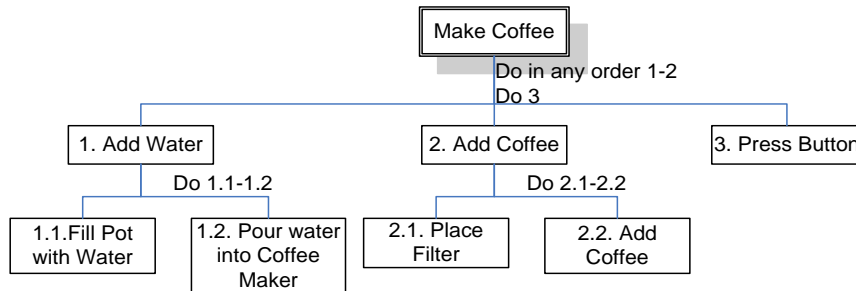 Make Coffee
Do in any order 1-2
Do 3
1. Add Water
2. Add Coffee
3. Press Button
Do 1.1-1.2
Do 2.1-2.2
1.1.Fill Pot
with Water
1.2. Pour water
into Coffee
Maker
2.1. Place
Filter
2.2. Add
Coffee